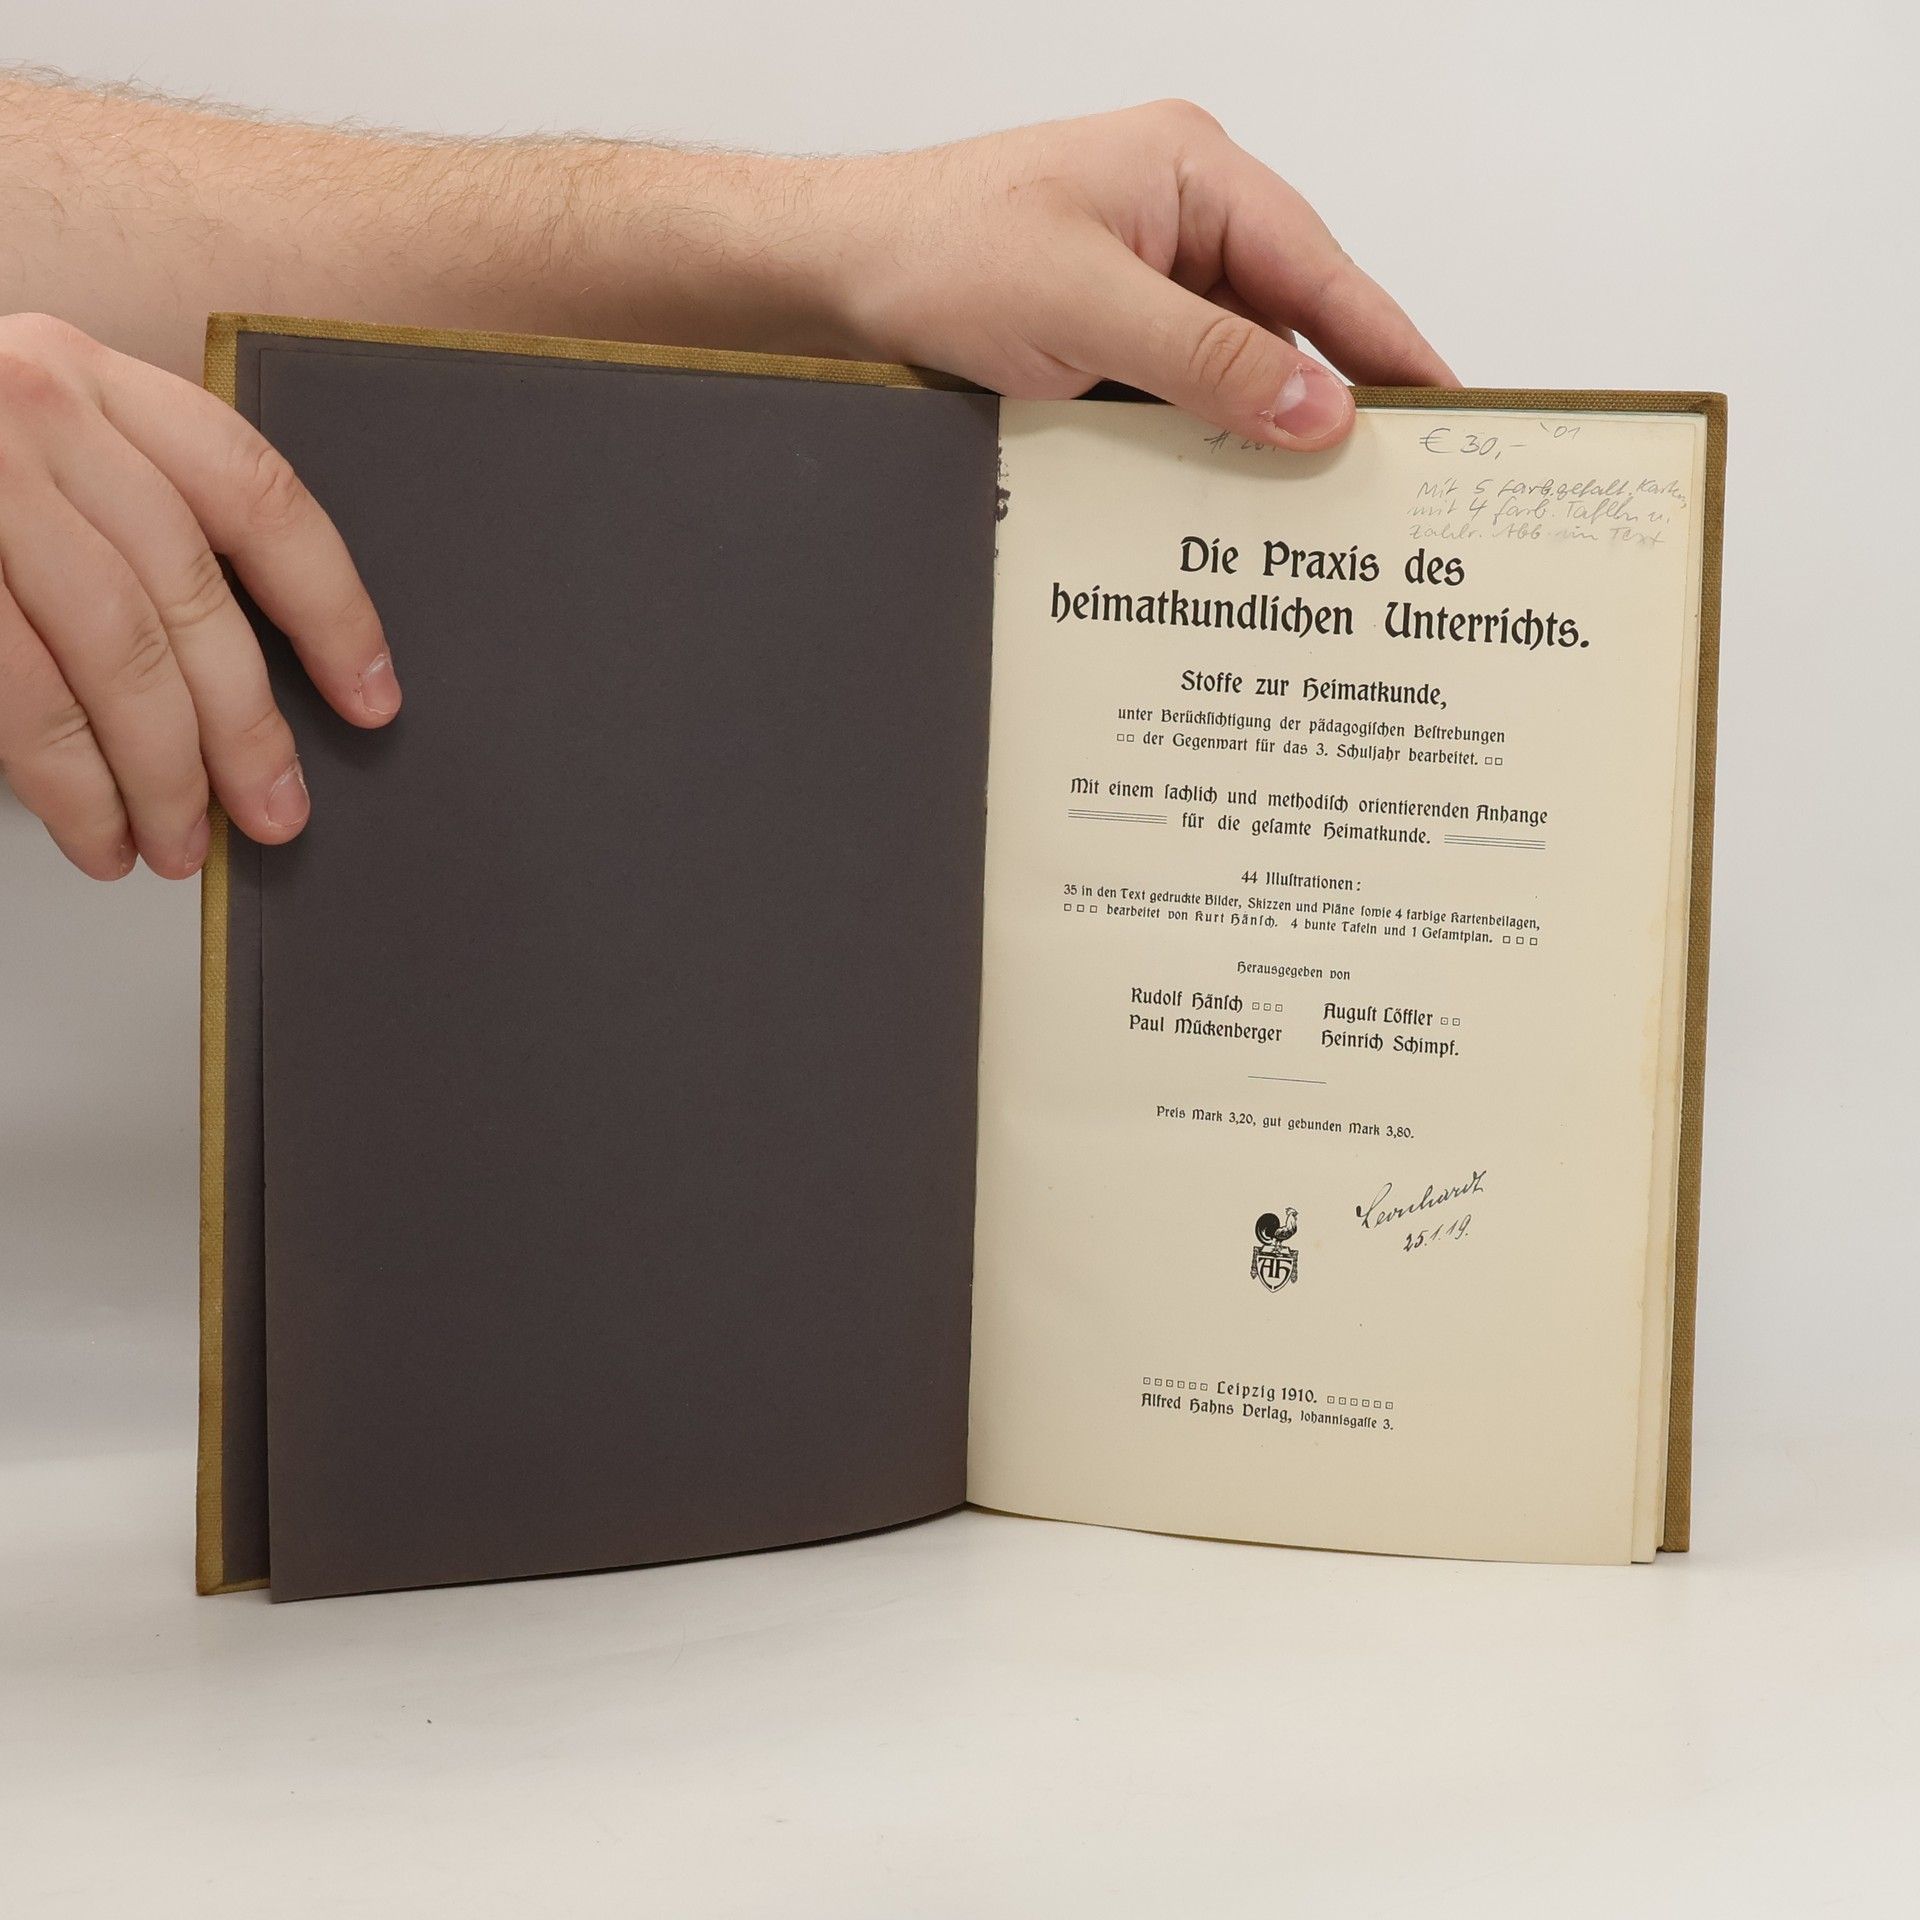 € 30,- '01
Mit 5 farb. gefalt. Karten,
mit 4 farb. Tafeln u.
zahlr. Abb. im Text
Die Praxis des
heimatkundlichen Unterrichts.
Stoffe zur Heimatkunde,
unter Berückſichtigung der pädagogiſchen Beſtrebungen
□□ der Gegenwart für das 3. Schuljahr bearbeitet. □□
Mit einem ſachlich und methodiſch orientierenden Anhange
für die geſamte Heimatkunde.
44 Illuſtrationen:
35 in den Text gedruckte Bilder, Skizzen und Pläne ſowie 4 farbige Kartenbeilagen,
□□□ bearbeitet von Kurt Hänſch. 4 bunte Tafeln und 1 Geſamtplan. □□□
Herausgegeben von
Rudolf Hänſch □□□ Auguſt Löffler □□
Paul Mückenberger Heinrich Schimpf.
Preis Mark 3,20, gut gebunden Mark 3,80.
Leonhardt
25.1.19.
AH
□□□□□□ Leipzig 1910. □□□□□□
Alfred Hahns Verlag, Johannisgaſſe 3.